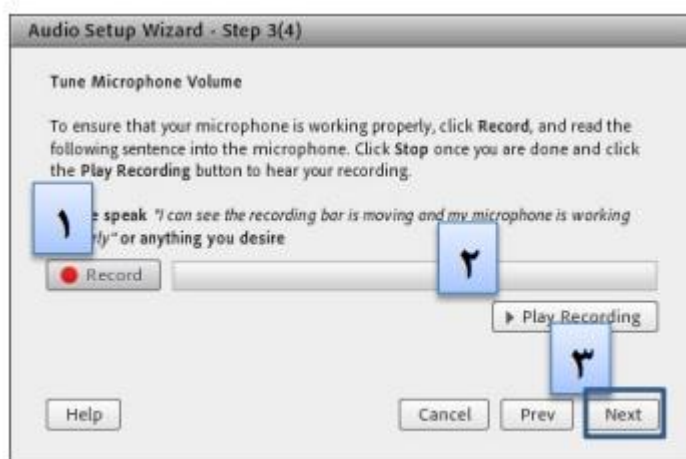 Audio Setup Wizard - Step 3(4)
Tune Microphone Volume
To ensure that your microphone is working properly, click Record, and read the
following sentence into the microphone. Click Stop once you are done and click
the Play Recording button to hear your recording.
۱
speak "I can see the recording bar is moving and my microphone is working
or anything you desire
۲
Record
Play Recording
۳
Help
Cancel
Prev
Next